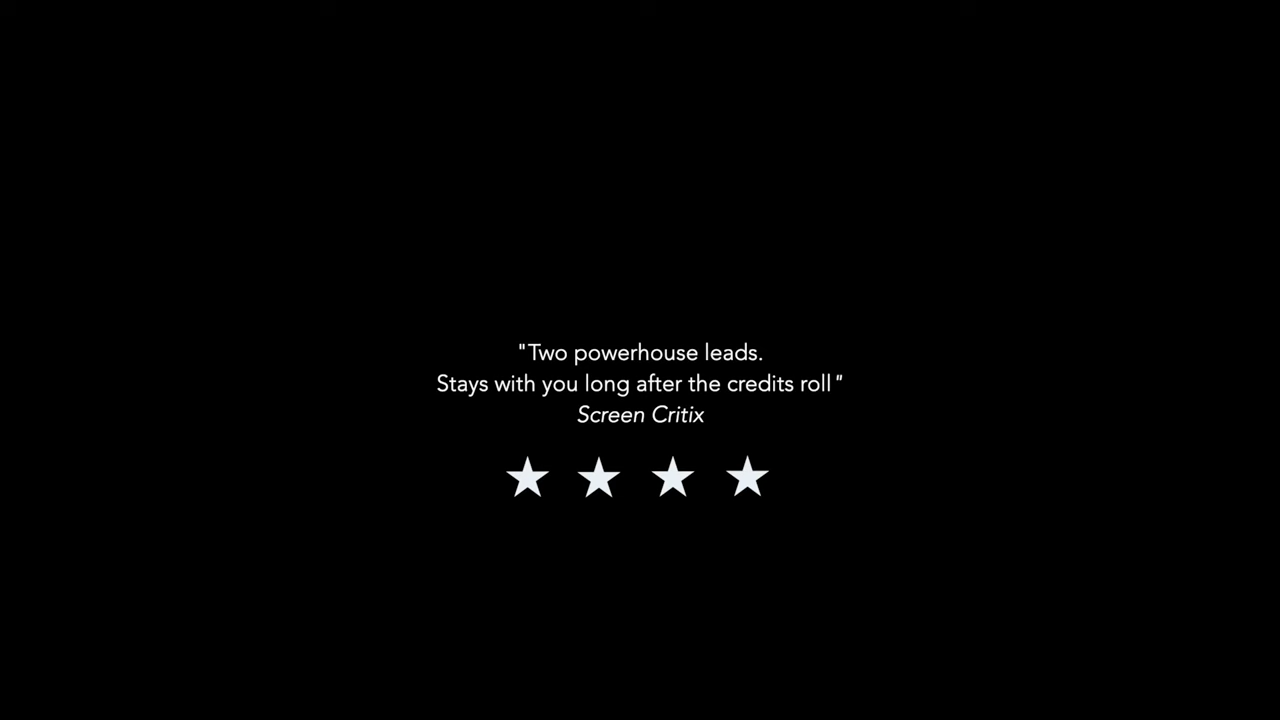 "Two powerhouse leads.
Stays with you long after the credits roll"
Screen Critix